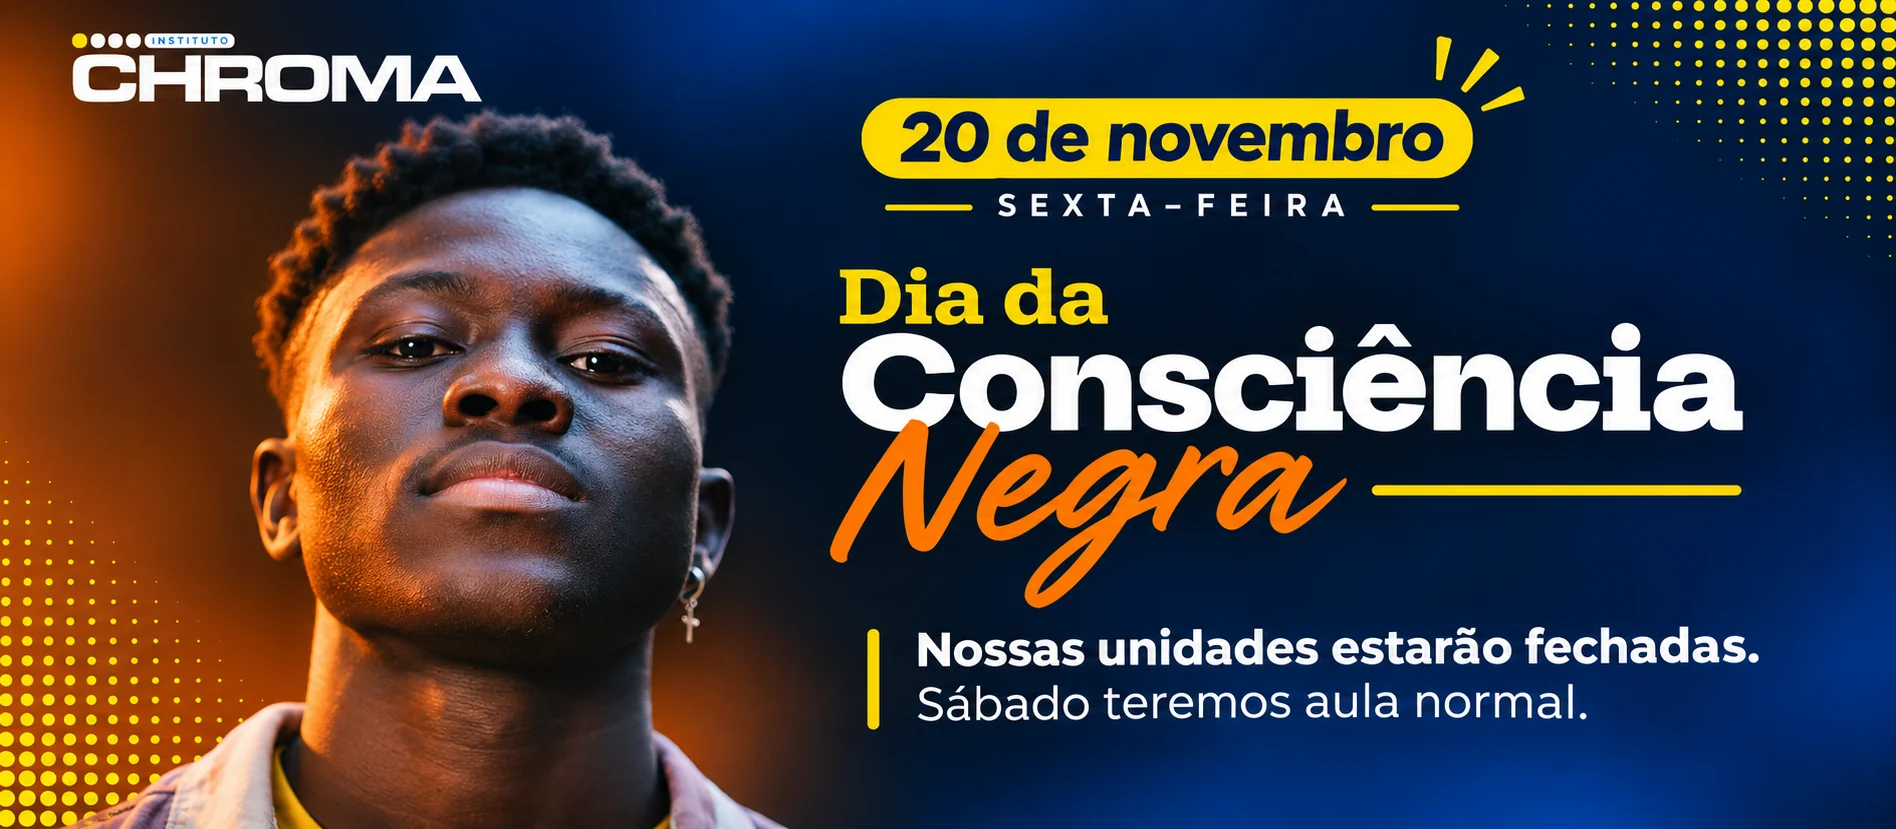 INSTITUTO
CHROMA
20 de novembro
SEXTA-FEIRA
Dia da
Consciência
Negra
Nossas unidades estarão fechadas.
Sábado teremos aula normal.